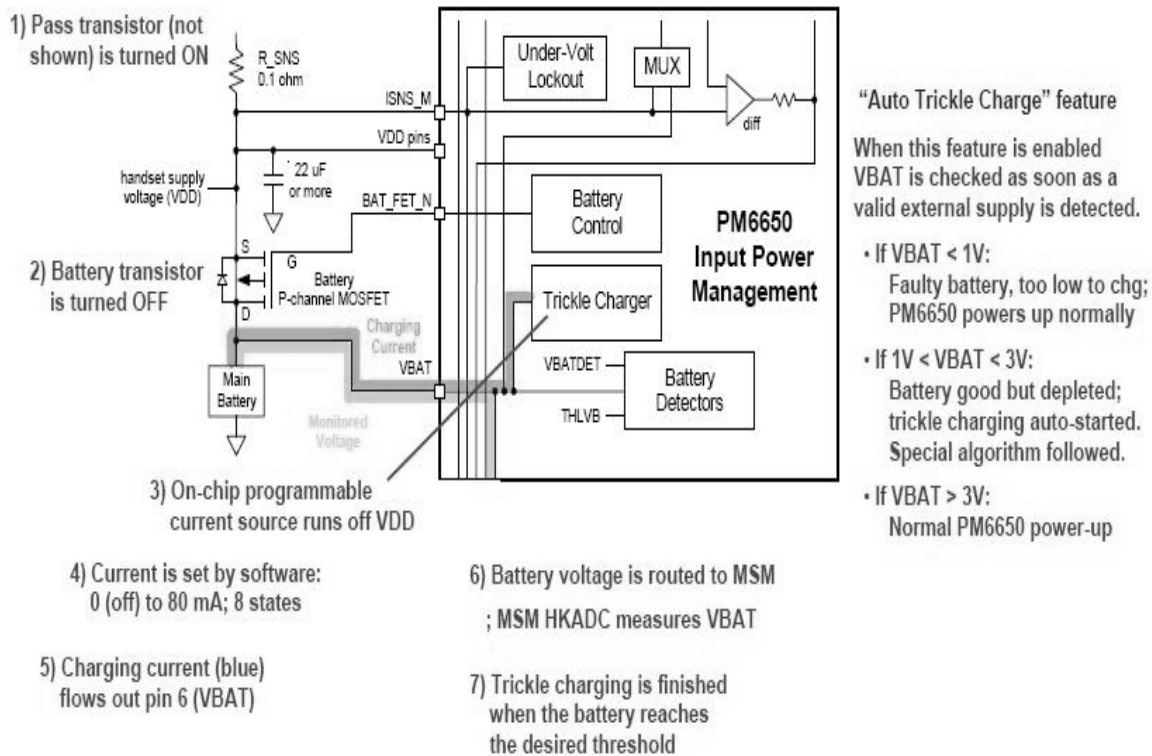 1) Pass transistor (not
shown) is turned ON
R_SNS
0.1 ohm
ISNS_M
VDD pins
handset supply
voltage (VDD)
22 uF
or more
BAT_FET_N
S
G
D
Battery
P-channel MOSFET
2) Battery transistor
is turned OFF
Charging
Current
VBAT
Main
Battery
Monitored
Voltage
Under-Volt
Lockout
MUX
diff
Battery
Control
PM6650
Input Power
Management
Trickle Charger
VBATDET
THLVB
Battery
Detectors
3) On-chip programmable
current source runs off VDD
4) Current is set by software:
0 (off) to 80 mA; 8 states
5) Charging current (blue)
flows out pin 6 (VBAT)
6) Battery voltage is routed to MSM
; MSM HKADC measures VBAT
7) Trickle charging is finished
when the battery reaches
the desired threshold
“Auto Trickle Charge” feature
When this feature is enabled
VBAT is checked as soon as a
valid external supply is detected.
• If VBAT < 1V:
Faulty battery, too low to chg;
PM6650 powers up normally
• If 1V < VBAT < 3V:
Battery good but depleted;
trickle charging auto-started.
Special algorithm followed.
• If VBAT > 3V:
Normal PM6650 power-up